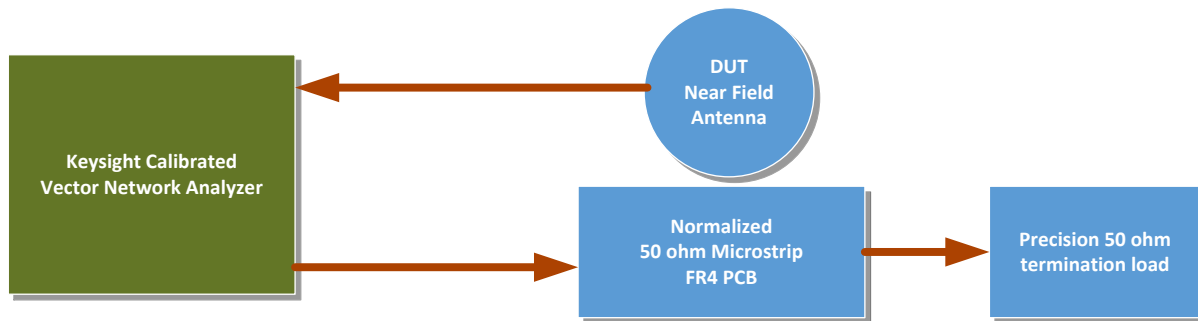 DUT
Near Field
Antenna
Keysight Calibrated
Vector Network Analyzer
Normalized
50 ohm Microstrip
FR4 PCB
Precision 50 ohm
termination load